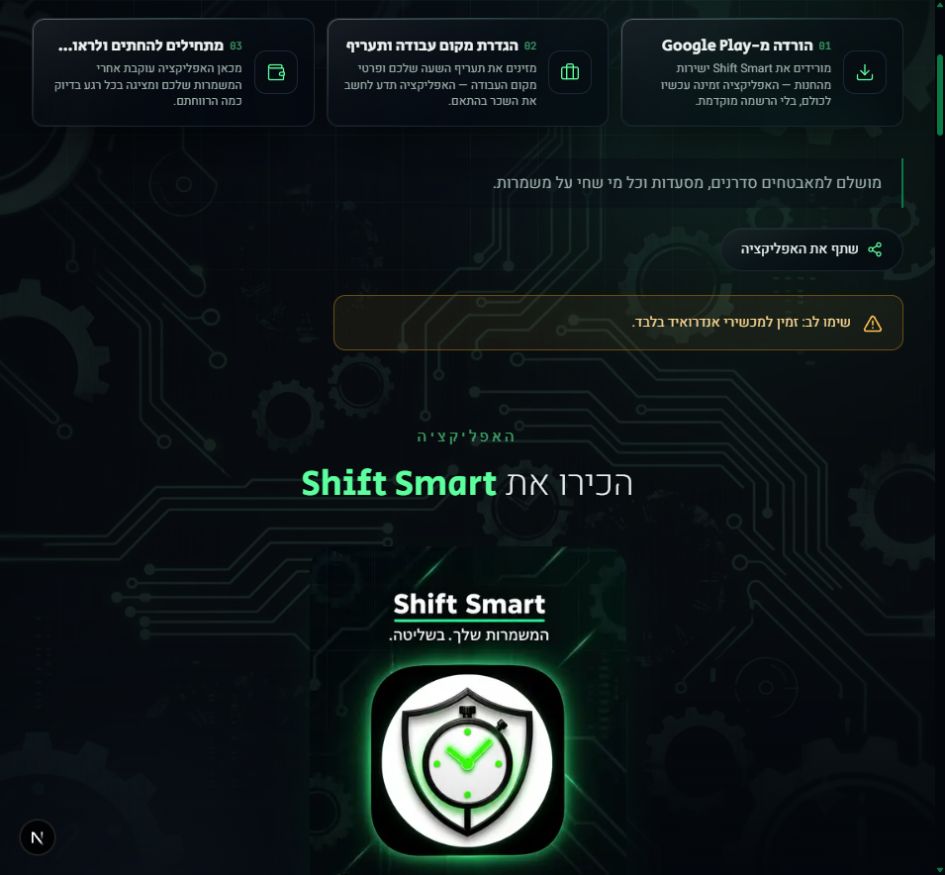 01 הורדה מ-Google Play
מורידים את Shift Smart ישירות
מהחנות — האפליקציה זמינה עכשיו
לכולם, בלי הרשמה מוקדמת.
02 הגדרת מקום עבודה ותעריף
מזינים את תעריף השעה שלכם ופרטי
מקום העבודה — האפליקציה תדע לחשב
את השכר בהתאם.
03 מתחילים להחתים ולראו...
מכאן האפליקציה עוקבת אחרי
המשמרות שלכם ומציגה בכל רגע בדיוק
כמה הרווחתם.
מושלם למאבטחים סדרנים, מסעדות וכל מי שחי על משמרות.
שתף את האפליקציה
שימו לב: זמין למכשירי אנדרואיד בלבד.
האפליקציה
הכירו את Shift Smart
Shift Smart
המשמרות שלך. בשליטה.
N